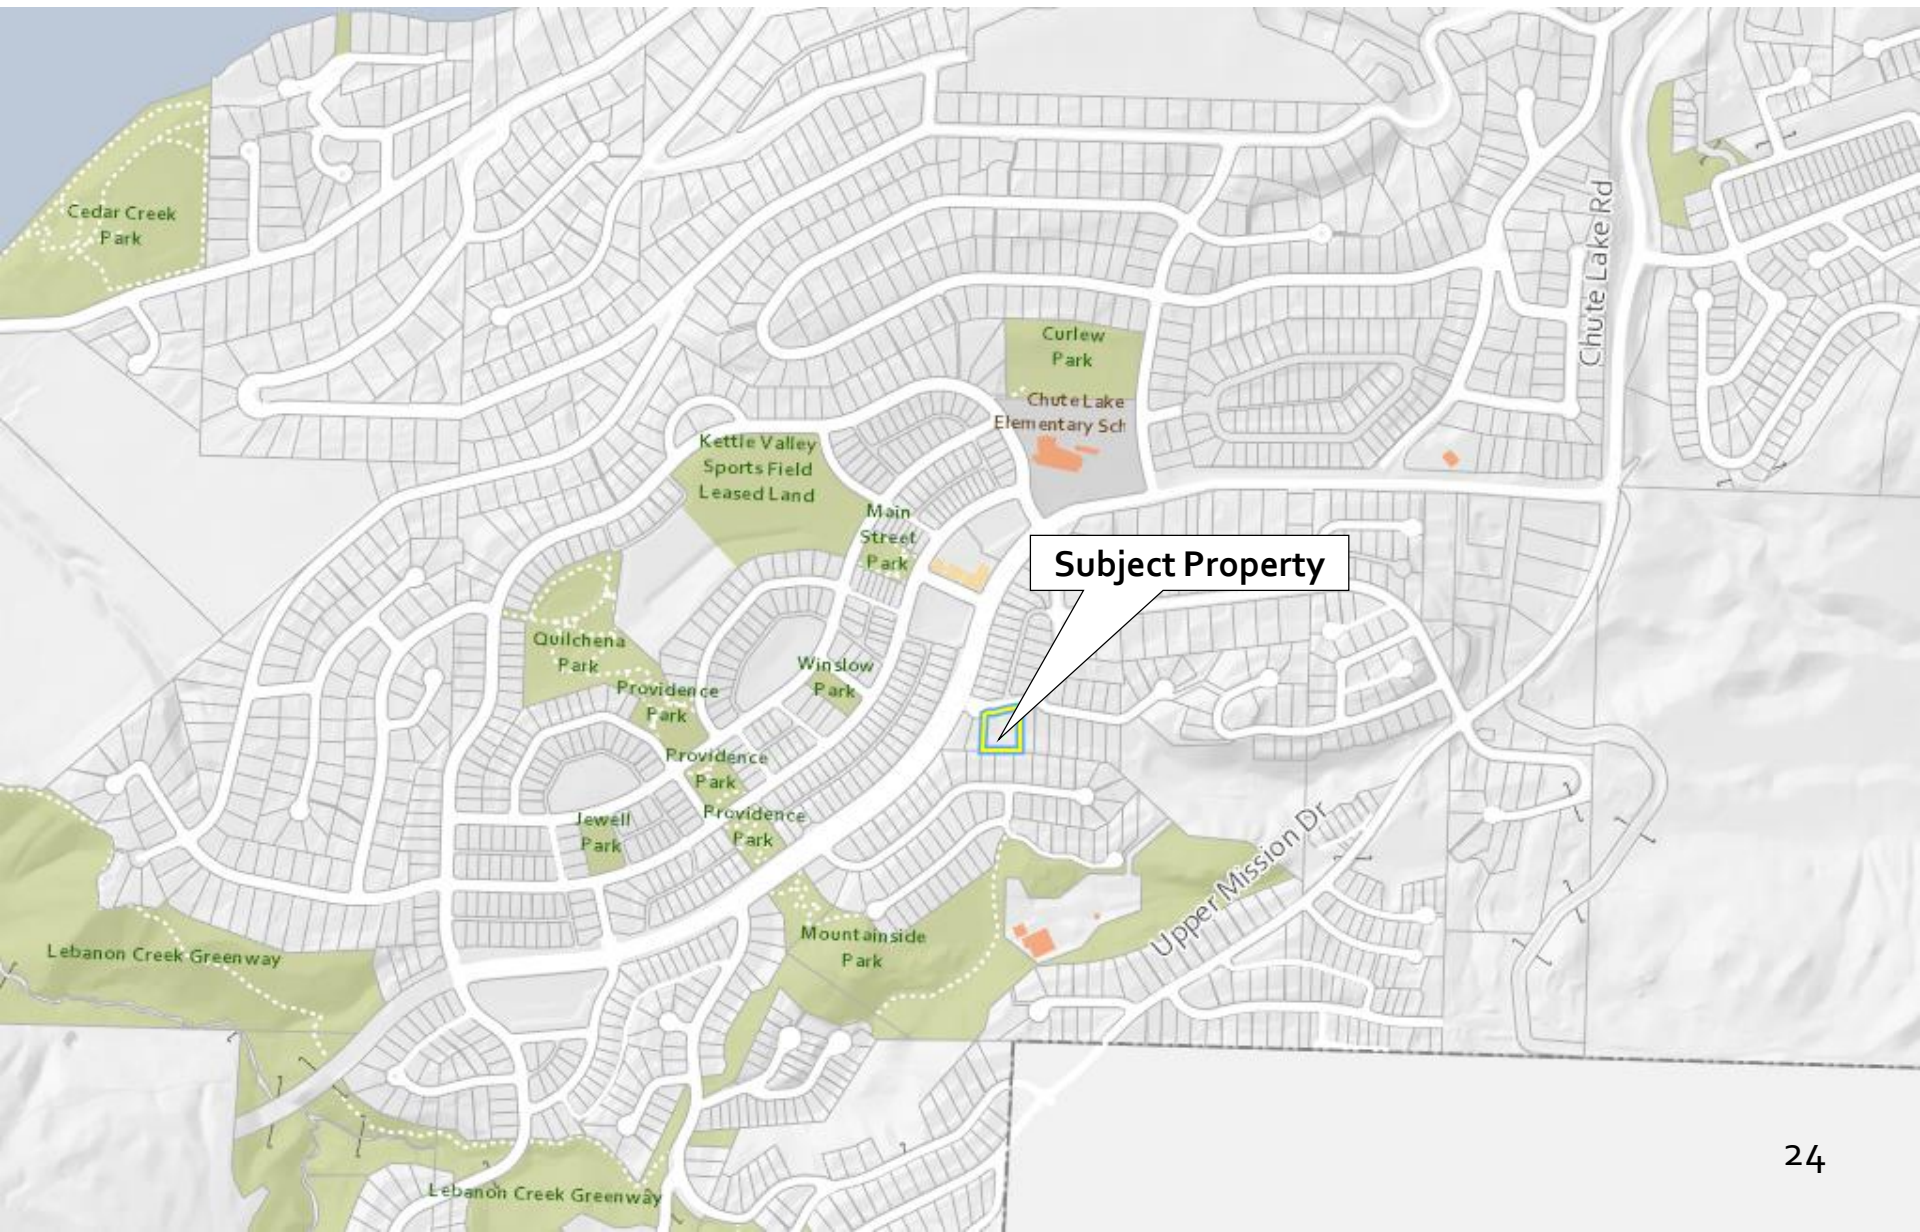 Cedar Creek
Park
Chute Lake Rd
Curlew
Park
Chute Lake
Elementary Sch
Kettle Valley
Sports Field
Leased Land
Main
Street
Park
Subject Property
Quilchena
Park
Winslow
Park
Providence
Park
Providence
Park
Providence
Park
Jewell
Park
Upper Mission Dr
Mountainside
Park
Lebanon Creek Greenway
Lebanon Creek Greenway
24